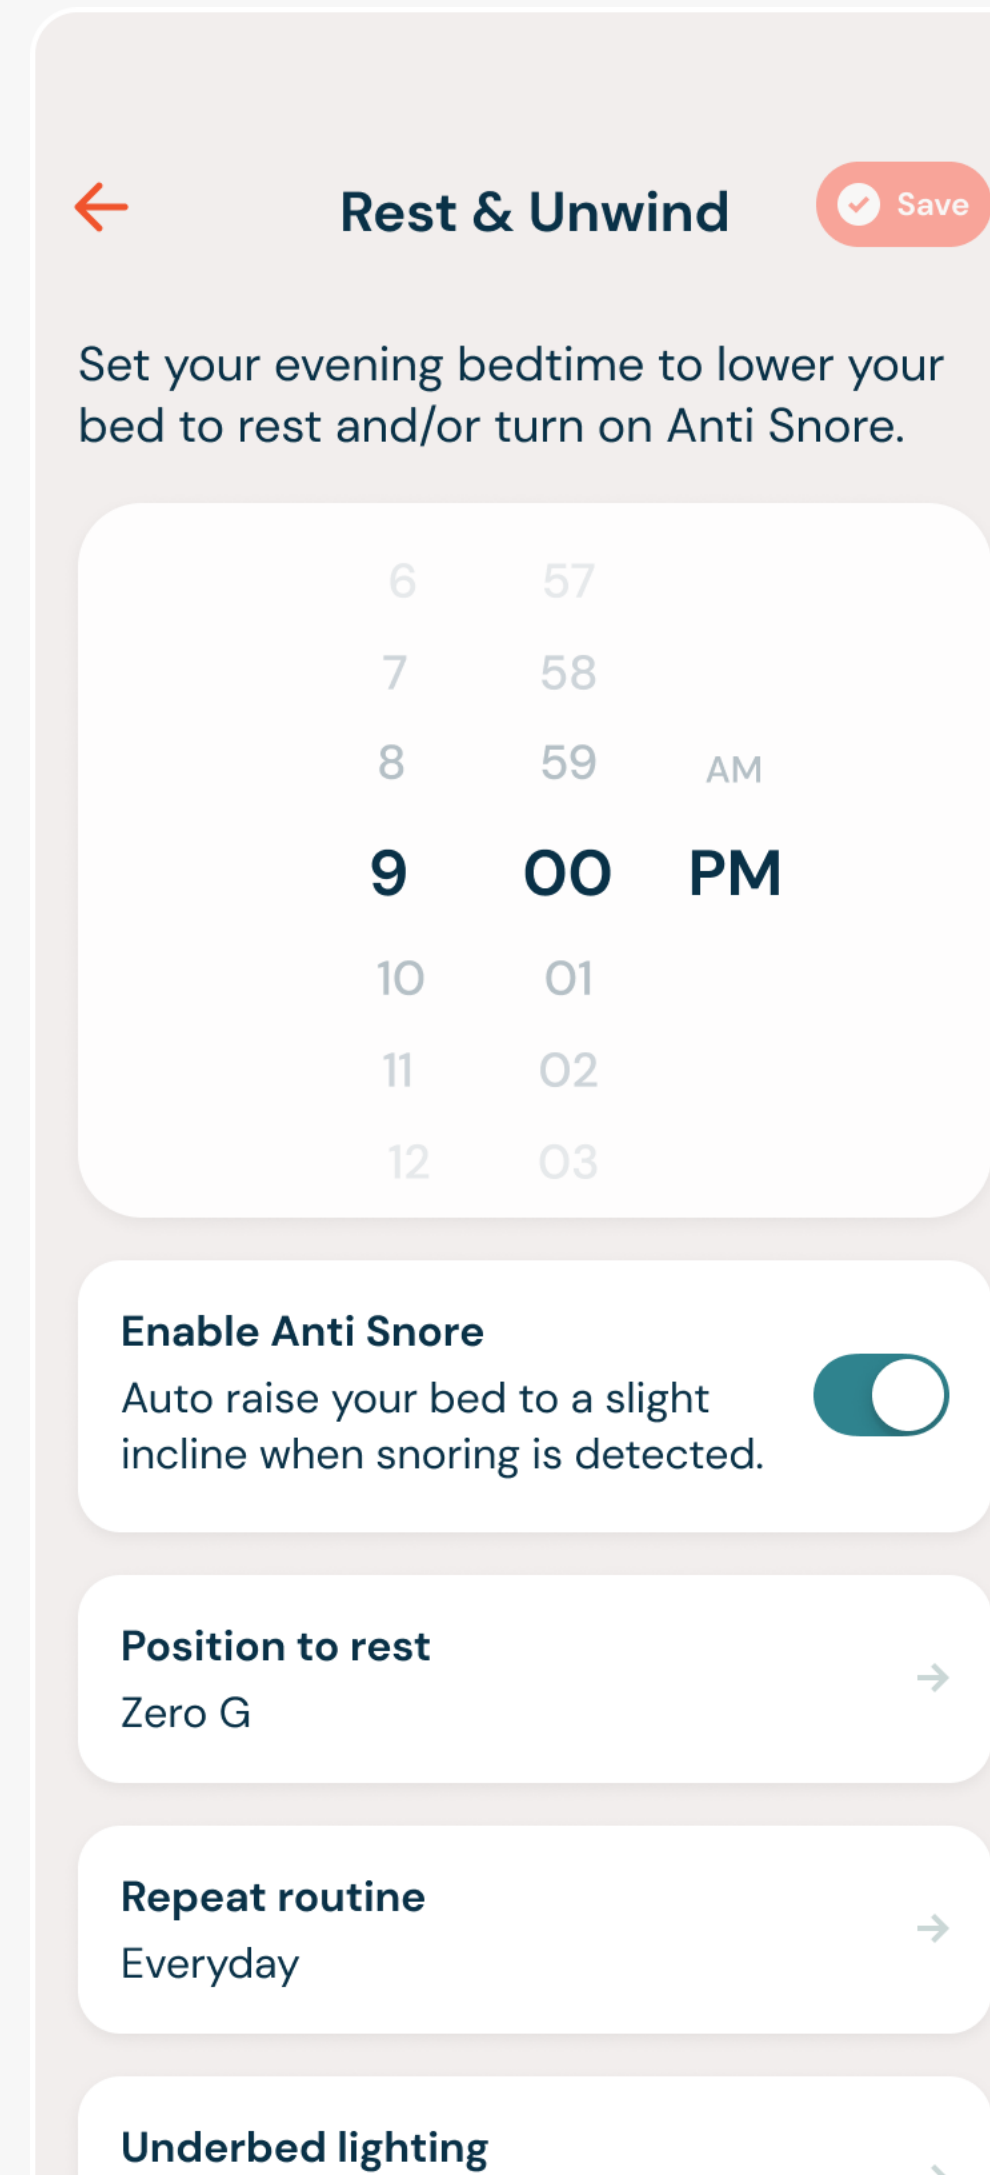 Rest & Unwind
Save
Set your evening bedtime to lower your
bed to rest and/or turn on Anti Snore.
6 57
7 58
8 59 AM
9 00 PM
10 01
11 02
12 03
Enable Anti Snore
Auto raise your bed to a slight
incline when snoring is detected.
Position to rest
Zero G
Repeat routine
Everyday
Underbed lighting